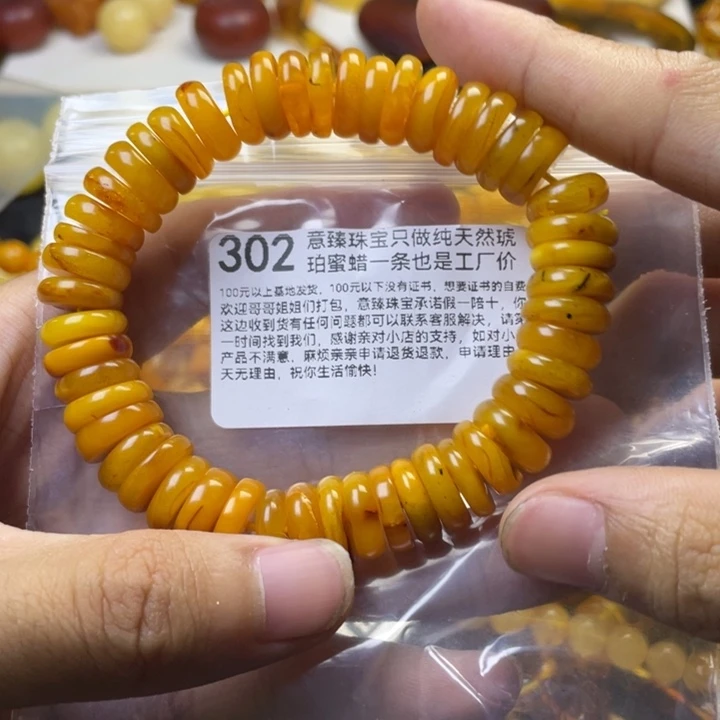 302
意臻珠宝只做纯天然琥
珀蜜蜡一条也是工厂价
100元以上基地发货，100元以下没有证书，想要证书的自费
欢迎哥哥姐姐们打包，意臻珠宝承诺假一赔十，你
这边收到货有任何问题都可以联系客服解决，请第
一时间找到我们，感谢亲对小店的支持，如对小
产品不满意，麻烦亲亲申请退货退款，申请理由
天无理由，祝你生活愉快！